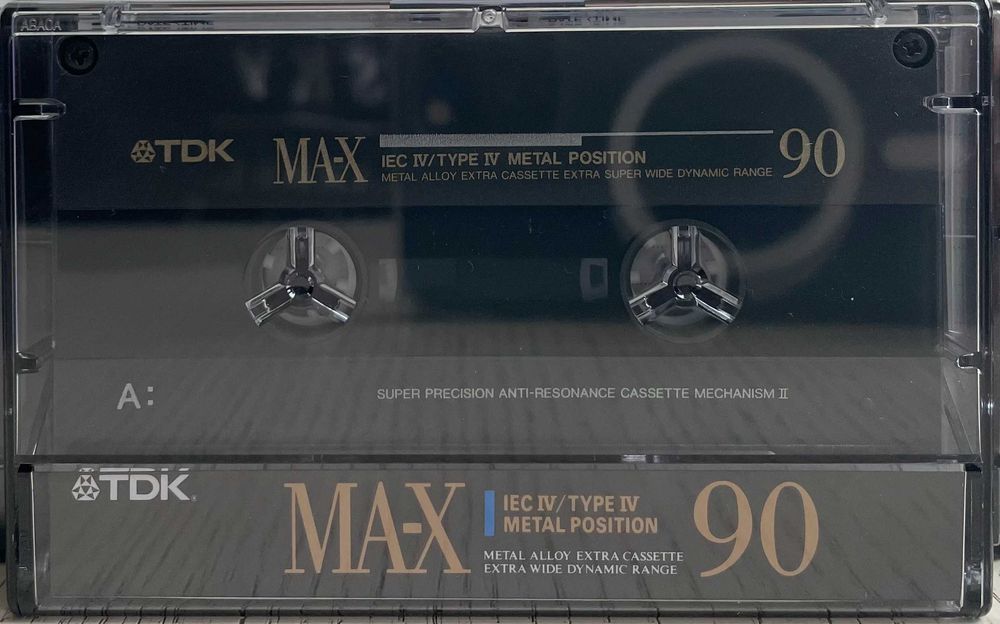 ABAOA
TDK
MA-X
IEC IV/TYPE IV METAL POSITION
METAL ALLOY EXTRA CASSETTE EXTRA SUPER WIDE DYNAMIC RANGE
90
A:
SUPER PRECISION ANTI-RESONANCE CASSETTE MECHANISM II
TDK
MA-X
IEC IV/TYPE IV
METAL POSITION
METAL ALLOY EXTRA CASSETTE
EXTRA WIDE DYNAMIC RANGE
90